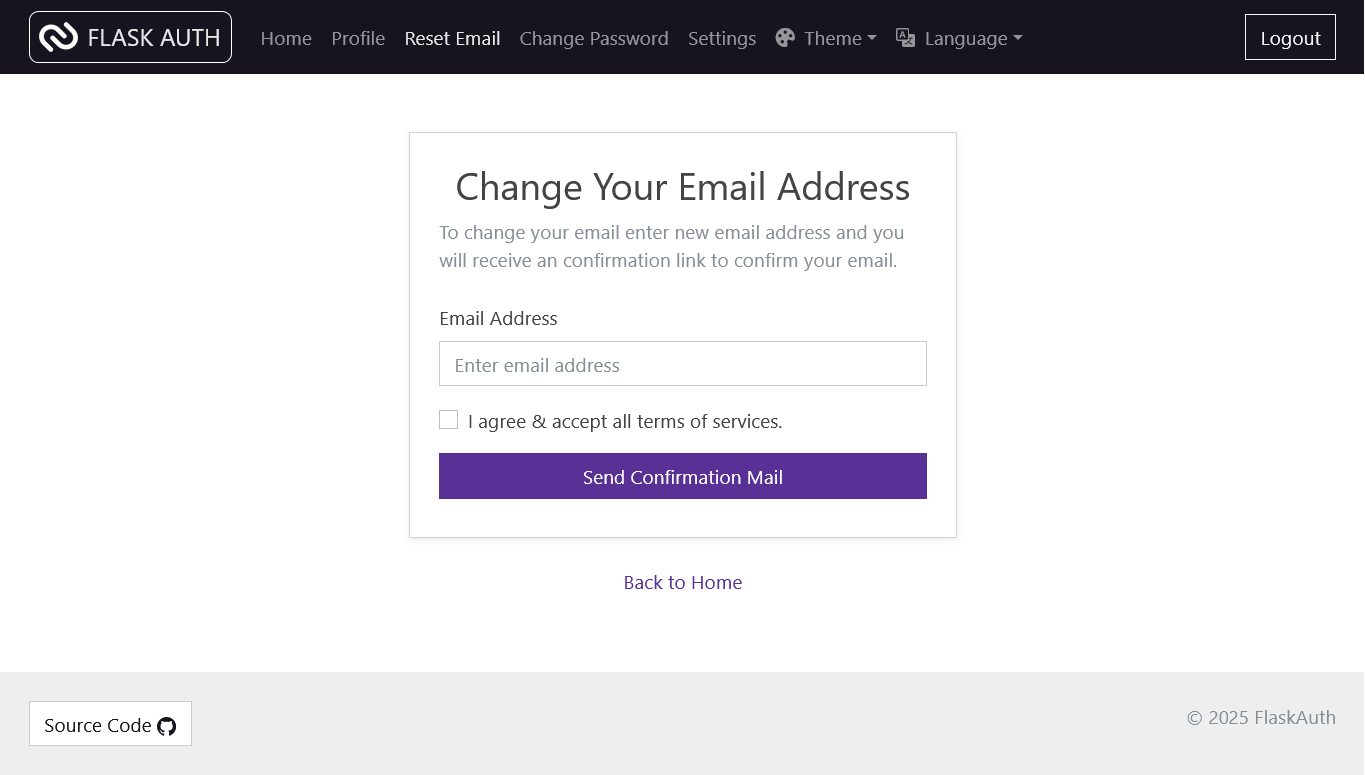 FLASK AUTH Home Profile Reset Email Change Password Settings Theme Language Logout
Change Your Email Address
To change your email enter new email address and you
will receive an confirmation link to confirm your email.
Email Address
Enter email address
I agree & accept all terms of services.
Send Confirmation Mail
Back to Home
Source Code
© 2025 FlaskAuth